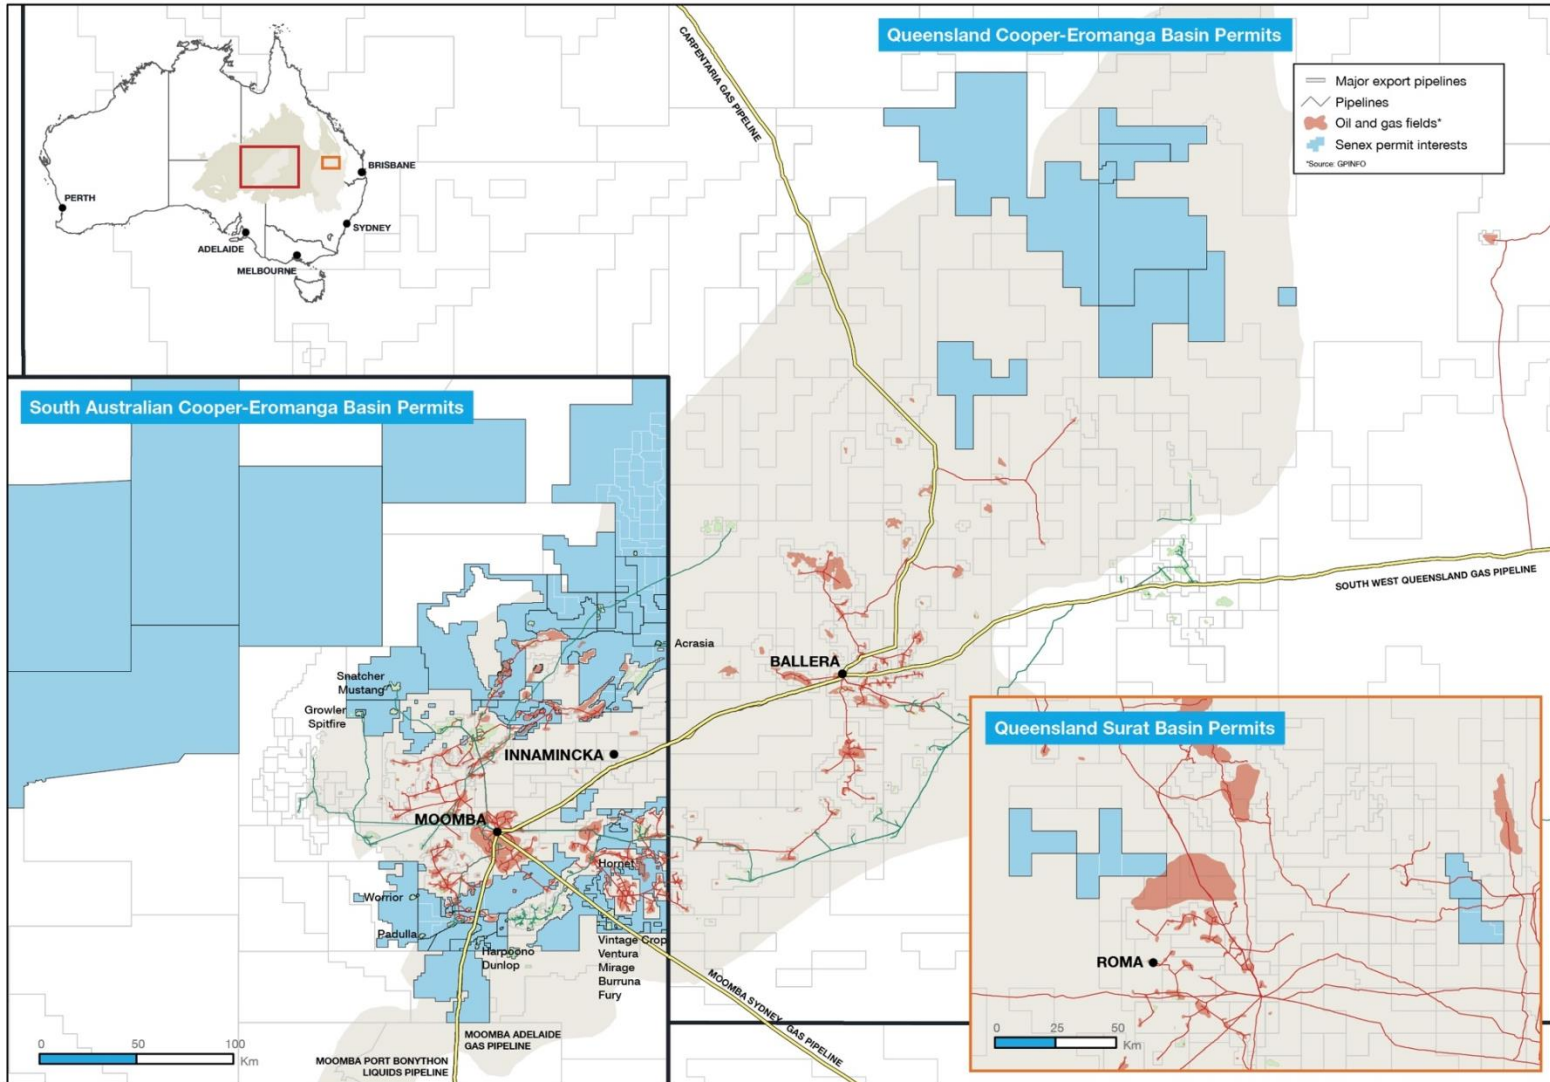 Queensland Cooper-Eromanga Basin Permits
CARPENTARIA GAS PIPELINE
Major export pipelines
Pipelines
Oil and gas fields*
Senex permit interests
*Source: GPINFO
BRISBANE
PERTH
SYDNEY
ADELAIDE
MELBOURNE
South Australian Cooper-Eromanga Basin Permits
SOUTH WEST QUEENSLAND GAS PIPELINE
Acrasia
BALLERA
Snatcher
Mustang
Growler
Spitfire
INNAMINCKA
MOOMBA
Hornet
Worrior
Padulla
Harpoono
Dunlop
Vintage Crop
Ventura
Mirage
Burruna
Fury
MOOMBA SYDNEY GAS PIPELINE
MOOMBA ADELAIDE
GAS PIPELINE
MOOMBA PORT BONYTHON
LIQUIDS PIPELINE
0 50 100
Km
Queensland Surat Basin Permits
ROMA
0 25 50
Km